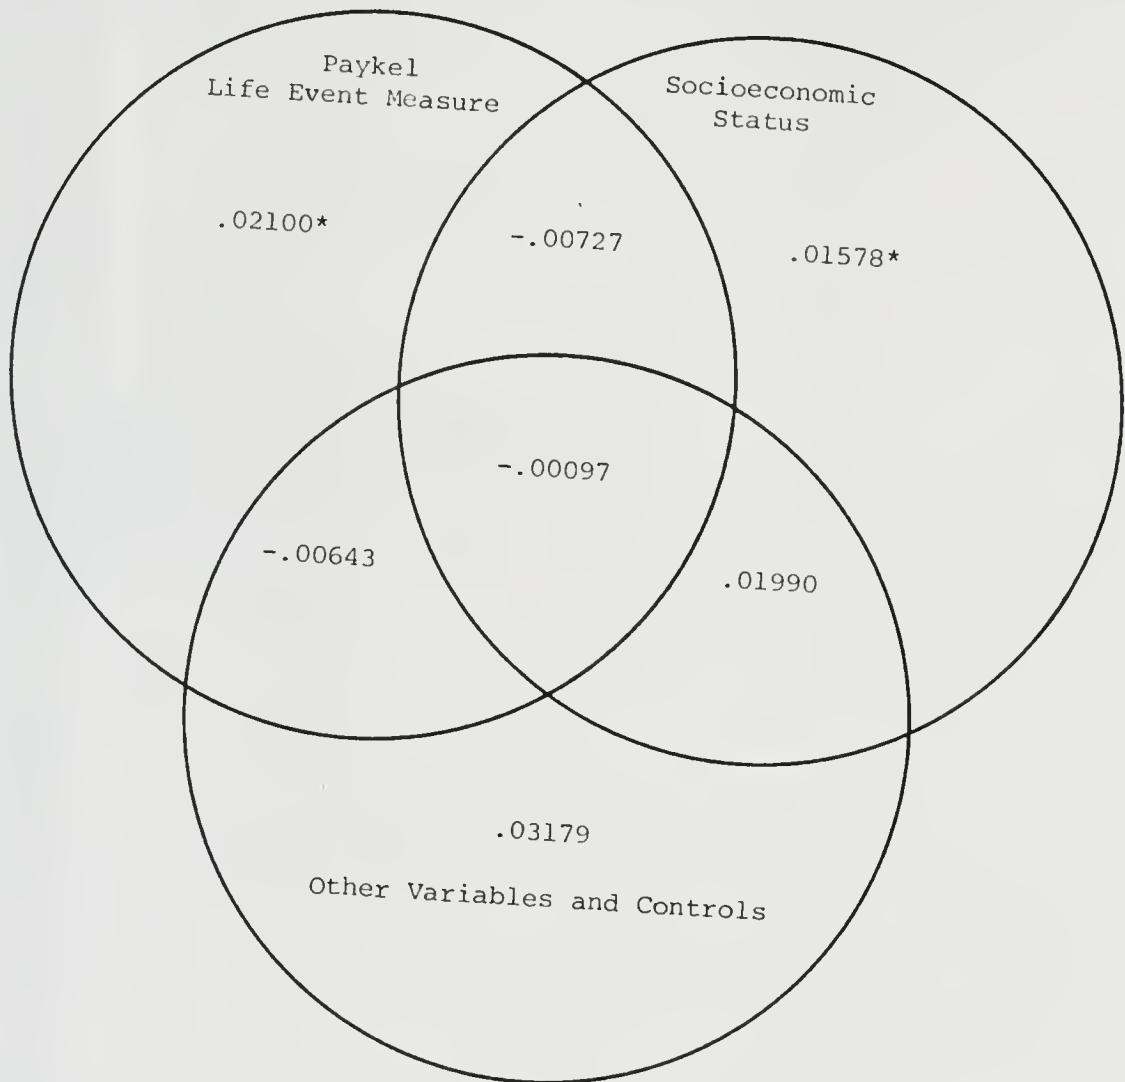 Paykel
Life Event Measure
Socioeconomic
Status
.02100*
-.00727
.01578*
-.00097
-.00643
.01990
.03179
Other Variables and Controls